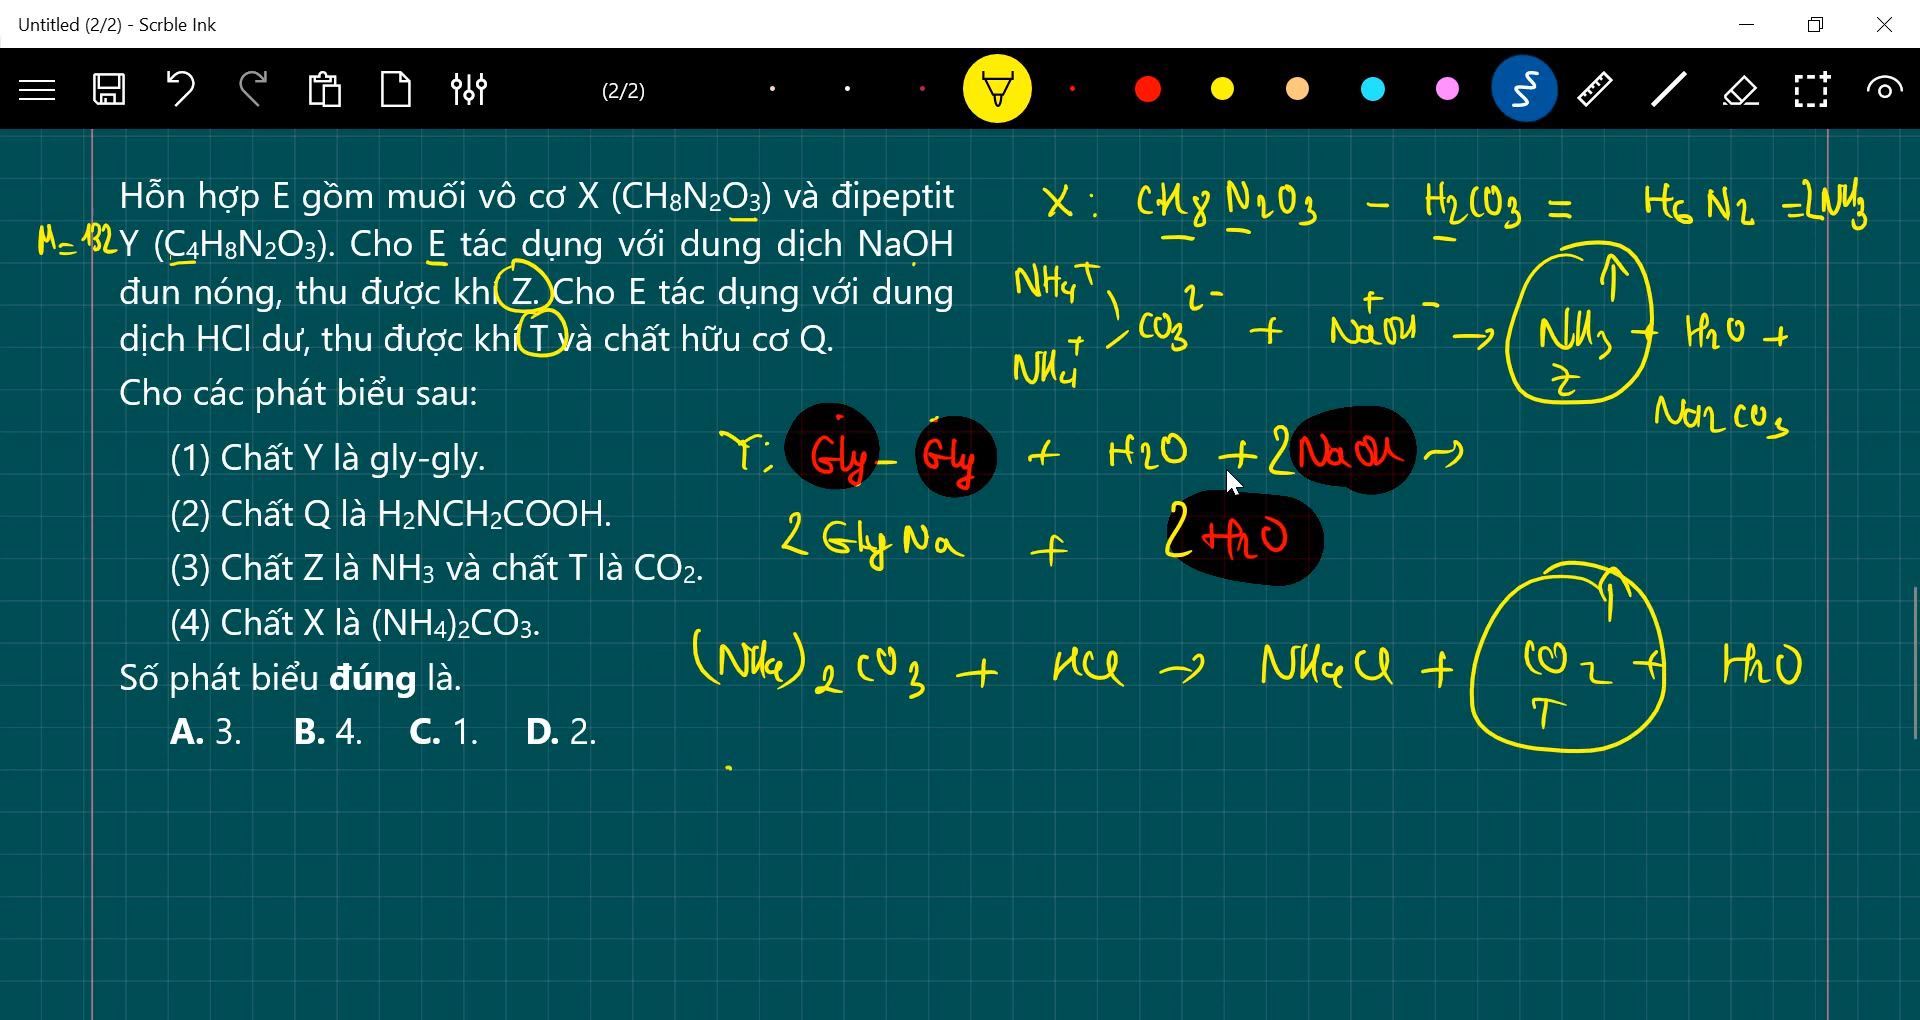 Untitled (2/2) - Scrble Ink
(2/2)
Hỗn hợp E gồm muối vô cơ X (CH₈N₂O₃) và đipeptit
M=132 Y (C₄H₈N₂O₃). Cho E tác dụng với dung dịch NaOH
đun nóng, thu được khí Z. Cho E tác dụng với dung
dịch HCl dư, thu được khí T và chất hữu cơ Q.
Cho các phát biểu sau:
(1) Chất Y là gly-gly.
(2) Chất Q là H₂NCH₂COOH.
(3) Chất Z là NH₃ và chất T là CO₂.
(4) Chất X là (NH₄)₂CO₃.
Số phát biểu đúng là.
A. 3. B. 4. C. 1. D. 2.
X: CH₈N₂O₃ - H₂CO₃ = H₆N₂ = 2NH₃
NH₄⁺
CO₃²⁻ + Na⁺OH⁻ → NH₃ ↑ + H₂O +
NH₄⁺
Z
Na₂CO₃
Y: Gly - Gly + H₂O + 2NaOH →
2 GlyNa + 2 H₂O
(NH₄)₂CO₃ + HCl → NH₄Cl + CO₂ ↑ + H₂O
T